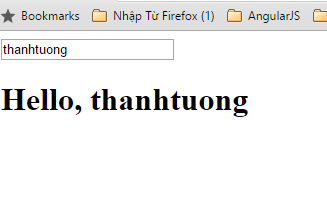 Bookmarks Nhập Từ Firefox (1) AngularJS
thanhtuong
Hello, thanhtuong